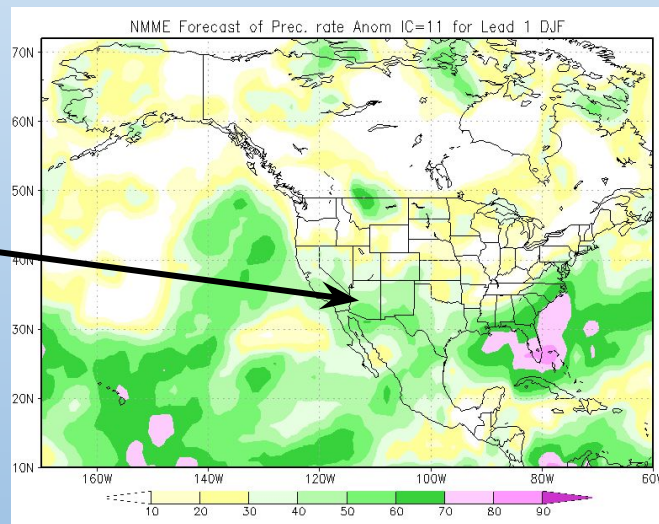 NMME Forecast of Prec. rate Anom IC=11 for Lead 1 DJF
70N
60N
50N
40N
30N
20N
10N
160W 140W 120W 100W 80W 60W
10 20 30 40 50 60 70 80 90